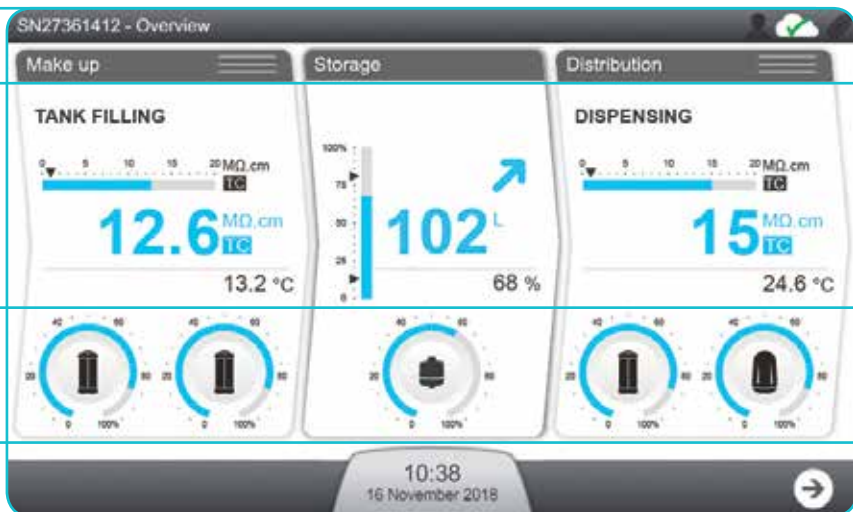 SN27361412 - Overview
Make up
TANK FILLING
0 5 10 15 20 MΩ.cm
TC
12.6 MΩ.cm
TC
13.2 °C
20 40 60 80
0 100%
20 40 60 80
0 100%
Storage
100%
75
50
25
0
102 L
68 %
20 40 60 80
0 100%
Distribution
DISPENSING
0 5 10 15 20 MΩ.cm
TC
15 MΩ.cm
TC
24.6 °C
20 40 60 80
0 100%
20 40 60 80
0 100%
10:38
16 November 2018